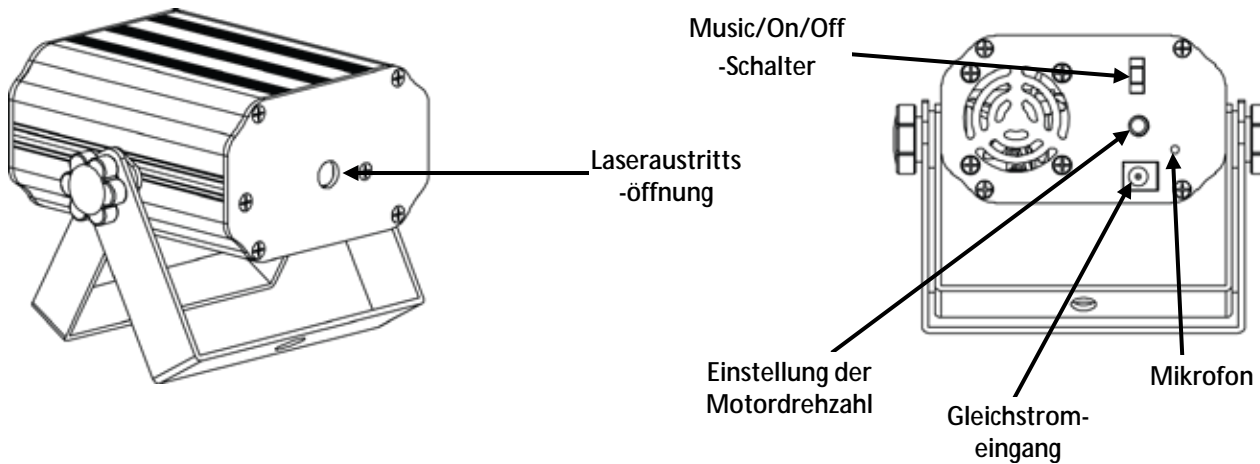 Music/On/Off
-Schalter
Laseraustritts
-öffnung
Einstellung der
Motordrehzahl
Mikrofon
Gleichstrom-
eingang